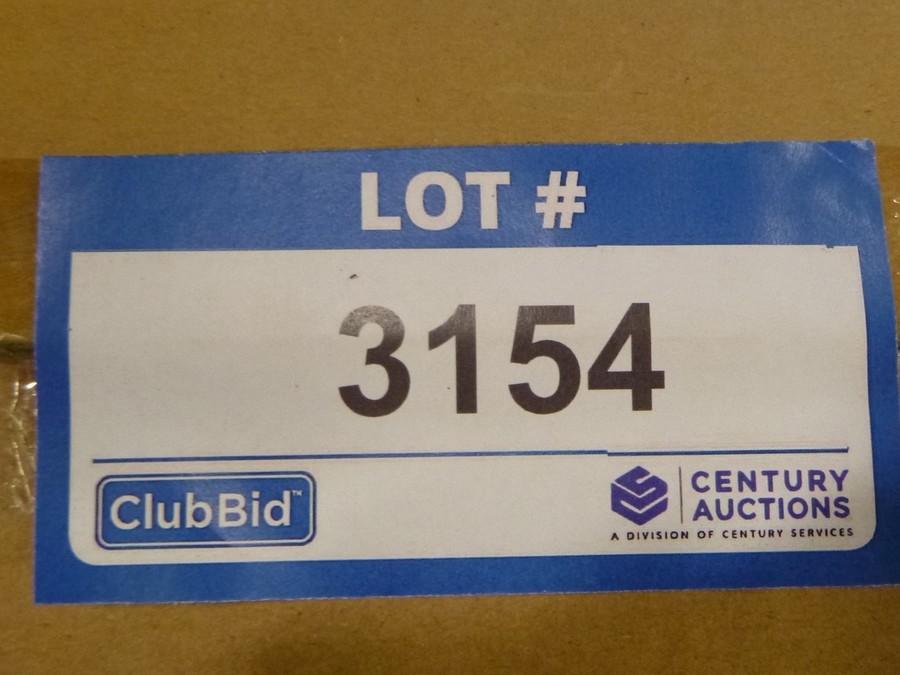 LOT #
3154
ClubBid™
CENTURY
AUCTIONS
A DIVISION OF CENTURY SERVICES